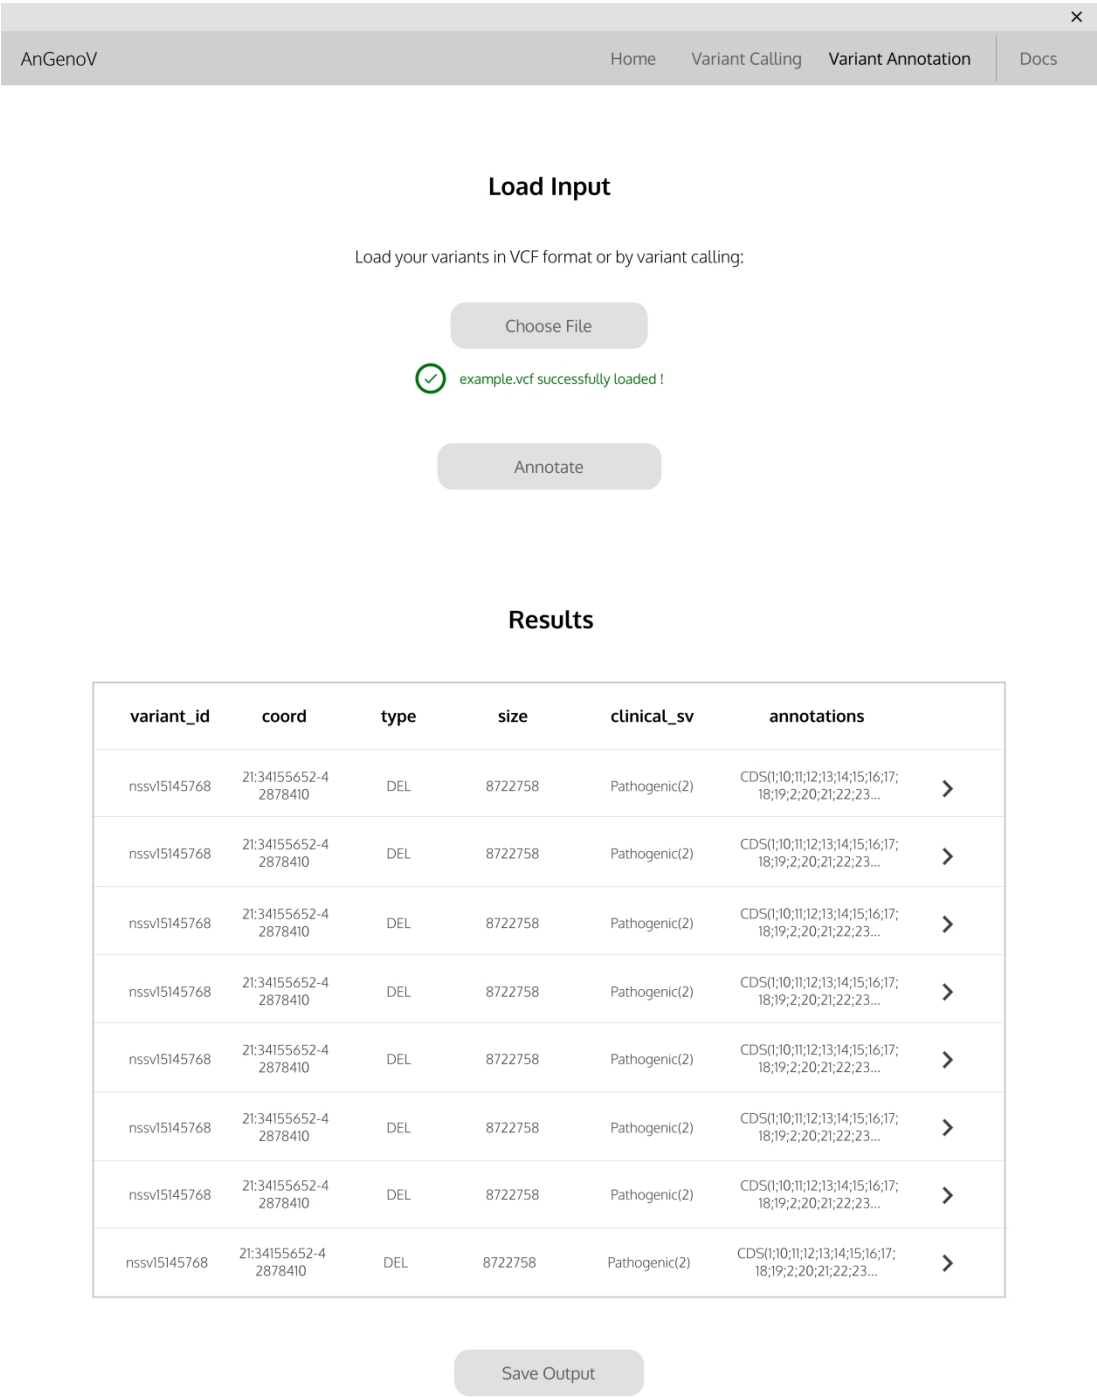 AnGenoV Home Variant Calling Variant Annotation Docs
Load Input
Load your variants in VCF format or by variant calling:
Choose File
example.vcf successfully loaded !
Annotate
Results
variant_id coord type size clinical_sv annotations
nssv15145768 21:34155652-4 DEL 8722758 Pathogenic(2) CDS(1;10;11;12;13;14;15;16;17;
2878410 18;19;2;20;21;22;23...
nssv15145768 21:34155652-4 DEL 8722758 Pathogenic(2) CDS(1;10;11;12;13;14;15;16;17;
2878410 18;19;2;20;21;22;23...
nssv15145768 21:34155652-4 DEL 8722758 Pathogenic(2) CDS(1;10;11;12;13;14;15;16;17;
2878410 18;19;2;20;21;22;23...
nssv15145768 21:34155652-4 DEL 8722758 Pathogenic(2) CDS(1;10;11;12;13;14;15;16;17;
2878410 18;19;2;20;21;22;23...
nssv15145768 21:34155652-4 DEL 8722758 Pathogenic(2) CDS(1;10;11;12;13;14;15;16;17;
2878410 18;19;2;20;21;22;23...
nssv15145768 21:34155652-4 DEL 8722758 Pathogenic(2) CDS(1;10;11;12;13;14;15;16;17;
2878410 18;19;2;20;21;22;23...
nssv15145768 21:34155652-4 DEL 8722758 Pathogenic(2) CDS(1;10;11;12;13;14;15;16;17;
2878410 18;19;2;20;21;22;23...
nssv15145768 21:34155652-4 DEL 8722758 Pathogenic(2) CDS(1;10;11;12;13;14;15;16;17;
2878410 18;19;2;20;21;22;23...
Save Output